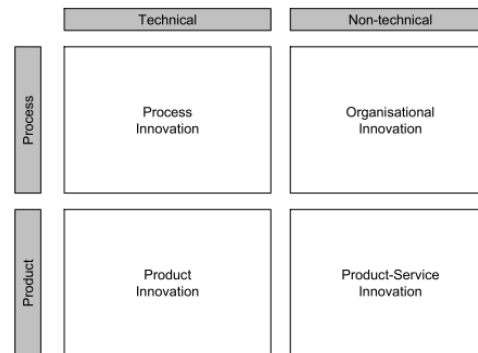 Technical
Non-technical
Process
Process
Innovation
Organisational
Innovation
Product
Product
Innovation
Product-Service
Innovation